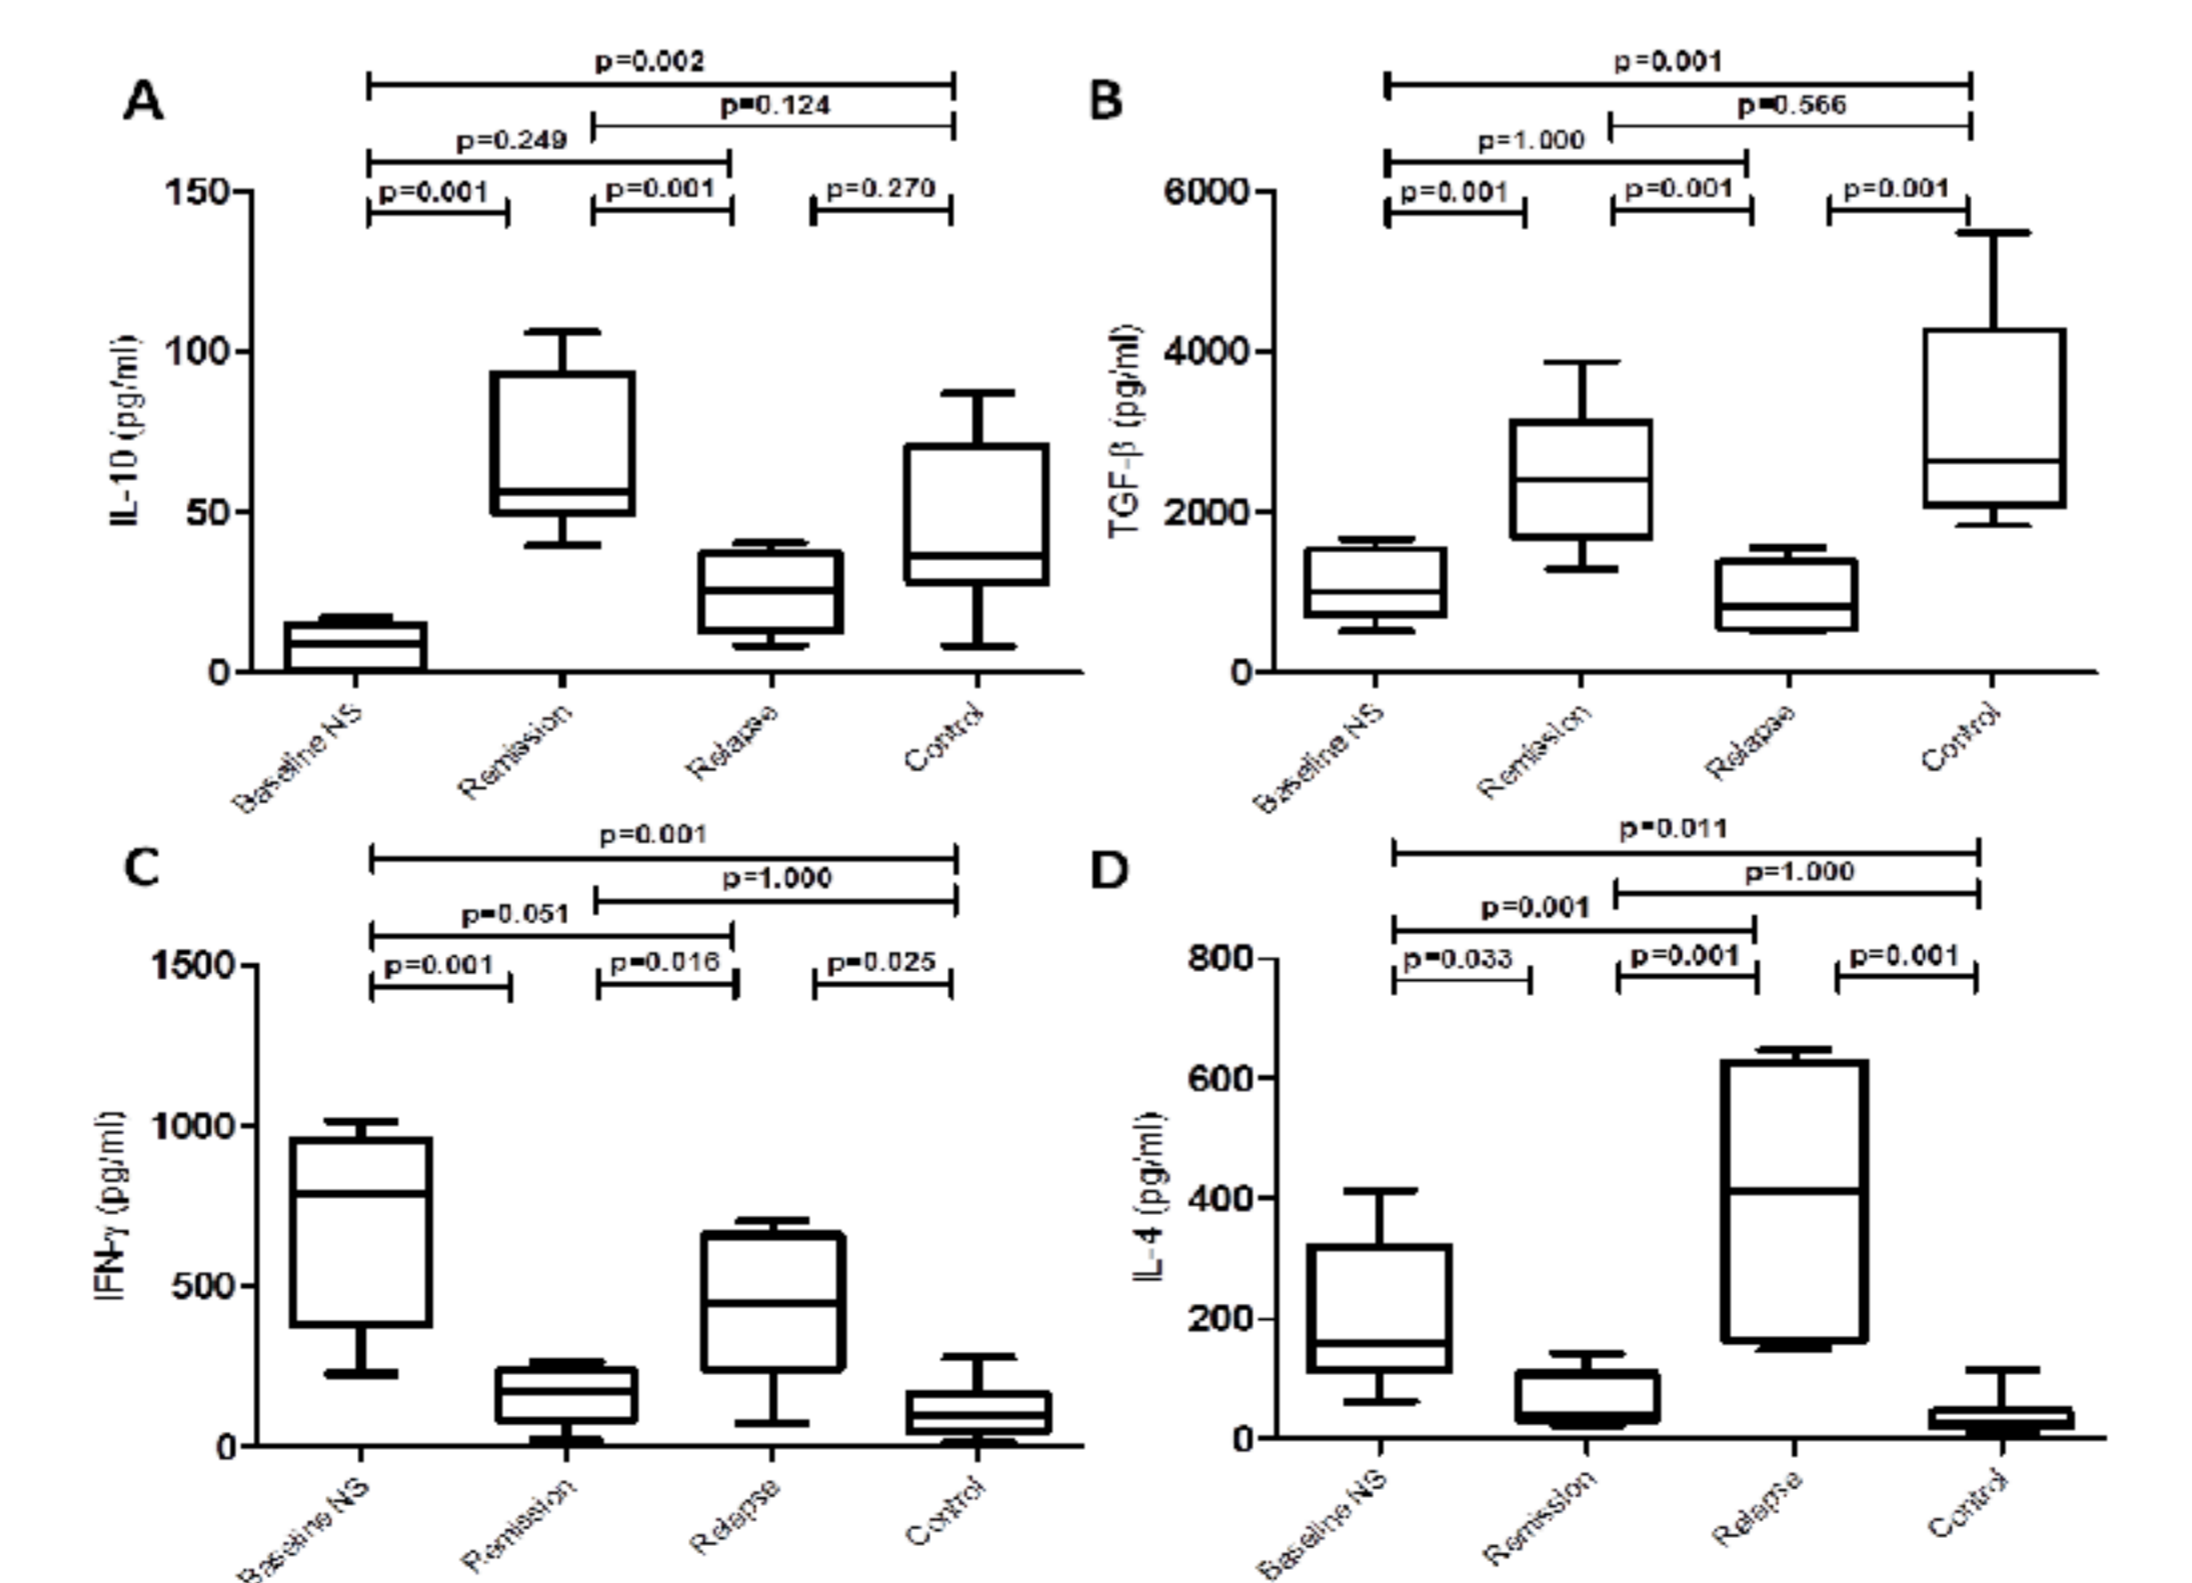 A
p=0.002
p=0.124
p=0.249
p=0.001
p=0.001
p=0.270
IL-10 (pg/ml)
150
100
50
0
Baseline NS
Remission
Relapse
Control
B
p=0.001
p=0.566
p=1.000
p=0.001
p=0.001
p=0.001
TGF-β (pg/ml)
6000
4000
2000
0
Baseline NS
Remission
Relapse
Control
C
p=0.001
p=1.000
p=0.051
p=0.001
p=0.016
p=0.025
IFN-γ (pg/ml)
1500
1000
500
0
Baseline NS
Remission
Relapse
Control
D
p=0.011
p=1.000
p=0.001
p=0.033
p=0.001
p=0.001
IL-4 (pg/ml)
800
600
400
200
0
Baseline NS
Remission
Relapse
Control